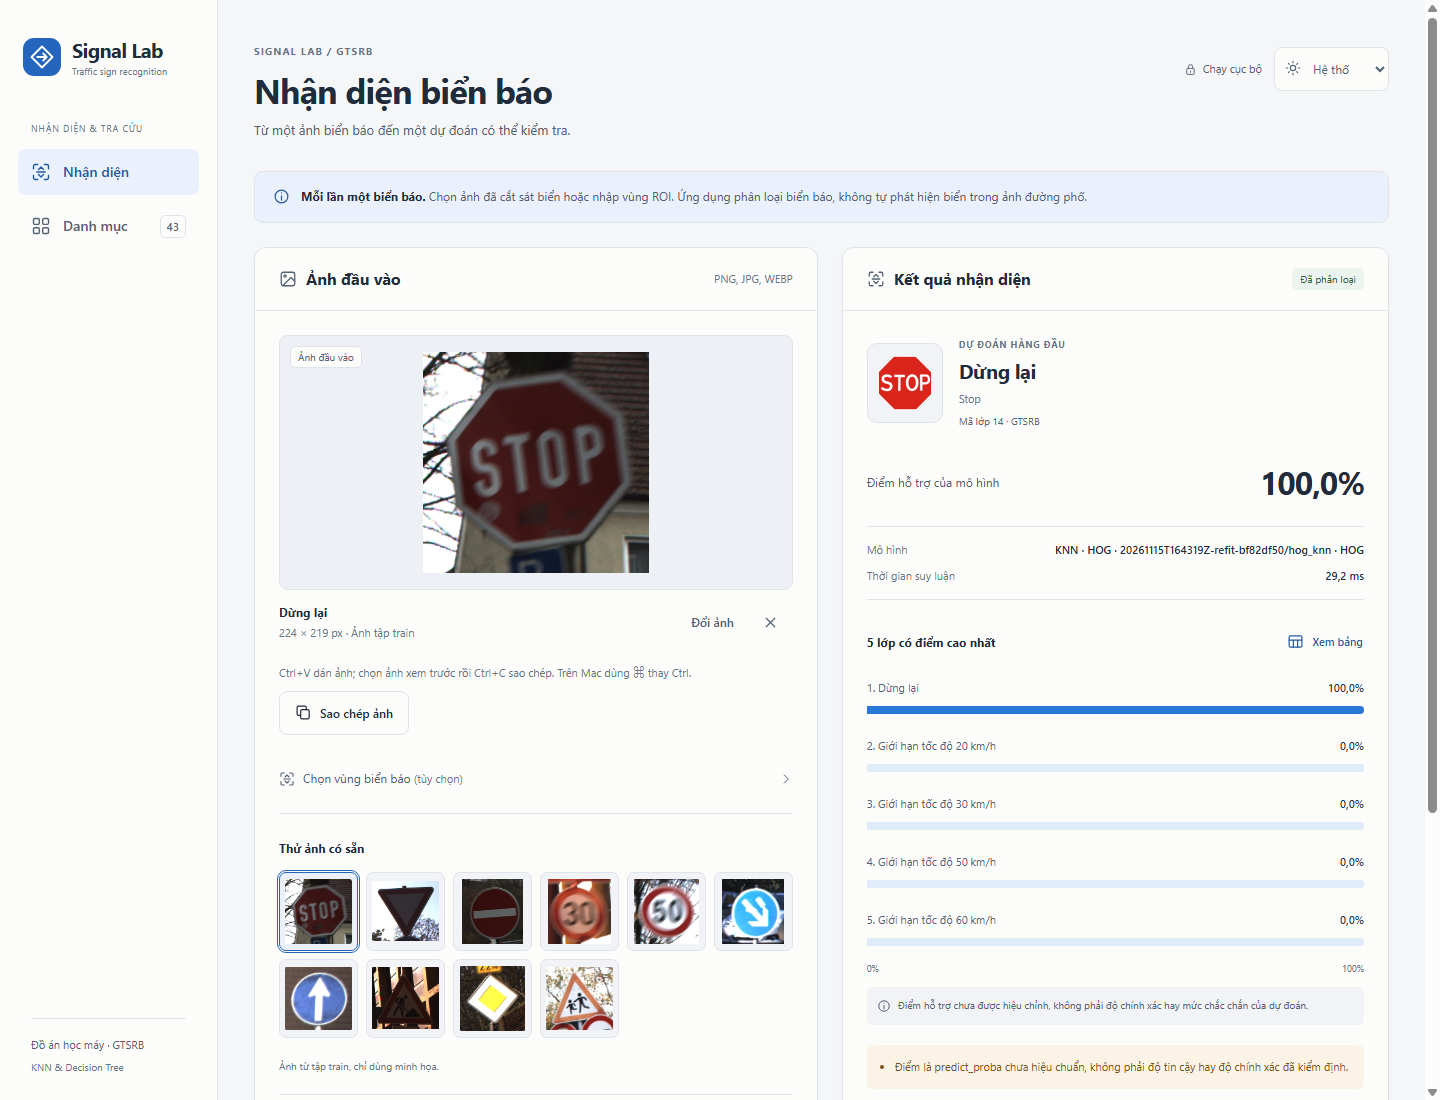 Signal Lab
Traffic sign recognition
NHẬN DIỆN & TRA CỨU
Nhận diện
Danh mục
43
Đồ án học máy · GTSRB
KNN & Decision Tree
SIGNAL LAB / GTSRB
Nhận diện biển báo
Từ một ảnh biển báo đến một dự đoán có thể kiểm tra.
Chạy cục bộ
Hệ thố
Mỗi lần một biển báo. Chọn ảnh đã cắt sát biển hoặc nhập vùng ROI. Ứng dụng phân loại biển báo, không tự phát hiện biển trong ảnh đường phố.
Ảnh đầu vào
PNG, JPG, WEBP
Ảnh đầu vào
STOP
Dừng lại
224 × 219 px · Ảnh tập train
Đổi ảnh
Ctrl+V dán ảnh; chọn ảnh xem trước rồi Ctrl+C sao chép. Trên Mac dùng ⌘ thay Ctrl.
Sao chép ảnh
Chọn vùng biển báo (tùy chọn)
Thử ảnh có sẵn
STOP
30
50
Ảnh từ tập train, chỉ dùng minh họa.
Kết quả nhận diện
Đã phân loại
STOP
DỰ ĐOÁN HÀNG ĐẦU
Dừng lại
Stop
Mã lớp 14 · GTSRB
Điểm hỗ trợ của mô hình
100,0%
Mô hình
KNN · HOG · 20261115T164319Z-refit-bf82df50/hog_knn · HOG
Thời gian suy luận
29,2 ms
5 lớp có điểm cao nhất
Xem bảng
1. Dừng lại
100,0%
2. Giới hạn tốc độ 20 km/h
0,0%
3. Giới hạn tốc độ 30 km/h
0,0%
4. Giới hạn tốc độ 50 km/h
0,0%
5. Giới hạn tốc độ 60 km/h
0,0%
0%
100%
Điểm hỗ trợ chưa được hiệu chỉnh, không phải độ chính xác hay mức chắc chắn của dự đoán.
Điểm là predict_proba chưa hiệu chuẩn, không phải độ tin cậy hay độ chính xác đã kiểm định.